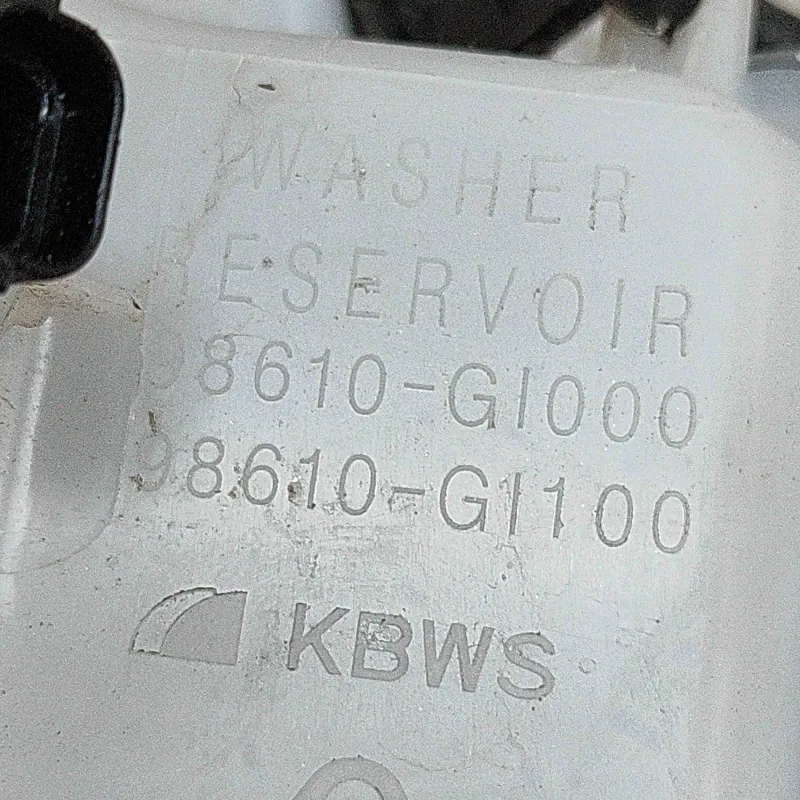 WASHER
RESERVOIR
98610-GI000
98610-GI100
KBWS